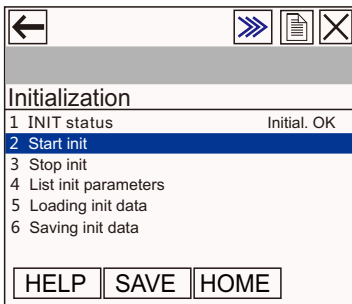 Initialization
1 INIT status Initial. OK
2 Start init
3 Stop init
4 List init parameters
5 Loading init data
6 Saving init data
HELP SAVE HOME